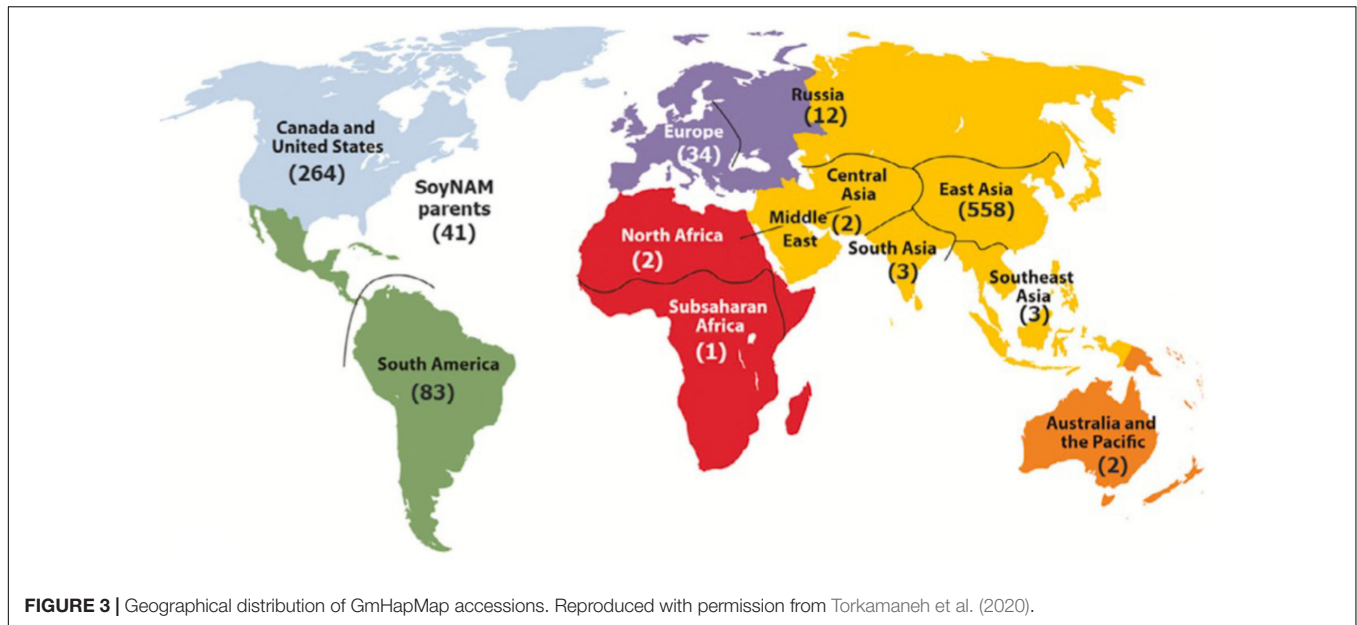 Canada and
United States
(264)
SoyNAM
parents
(41)
South America
(83)
Europe
(34)
Russia
(12)
North Africa
(2)
Subsaharan
Africa
(1)
Middle
East
Central
Asia
(2)
South Asia
(3)
East Asia
(558)
Southeast
Asia
(3)
Australia and
the Pacific
(2)
FIGURE 3 | Geographical distribution of GmHapMap accessions. Reproduced with permission from Torkamaneh et al. (2020).